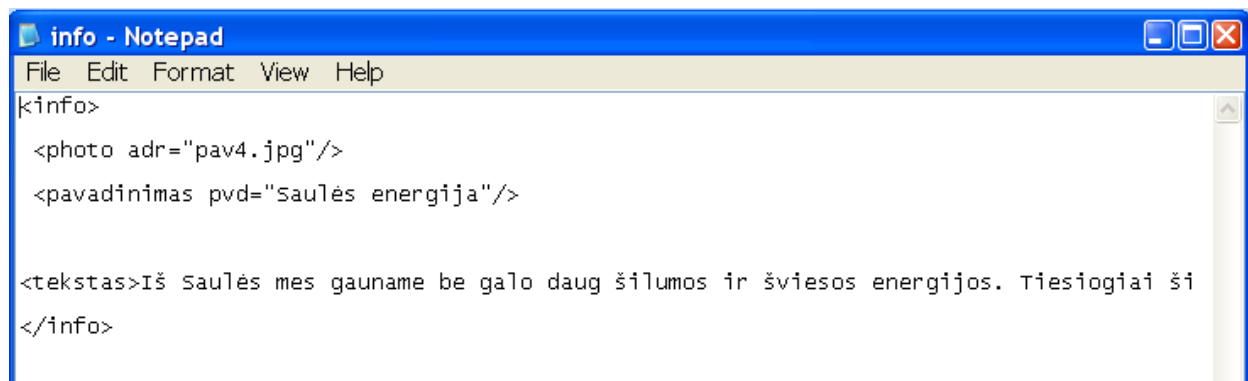 info - Notepad
File Edit Format View Help
<info>
<photo adr="pav4.jpg"/>
<pavadinimas pvd="Saulės energija"/>
<tekstas>Iš Saulės mes gauname be galo daug šilumos ir šviesos energijos. Tiesiogiai ši
</info>